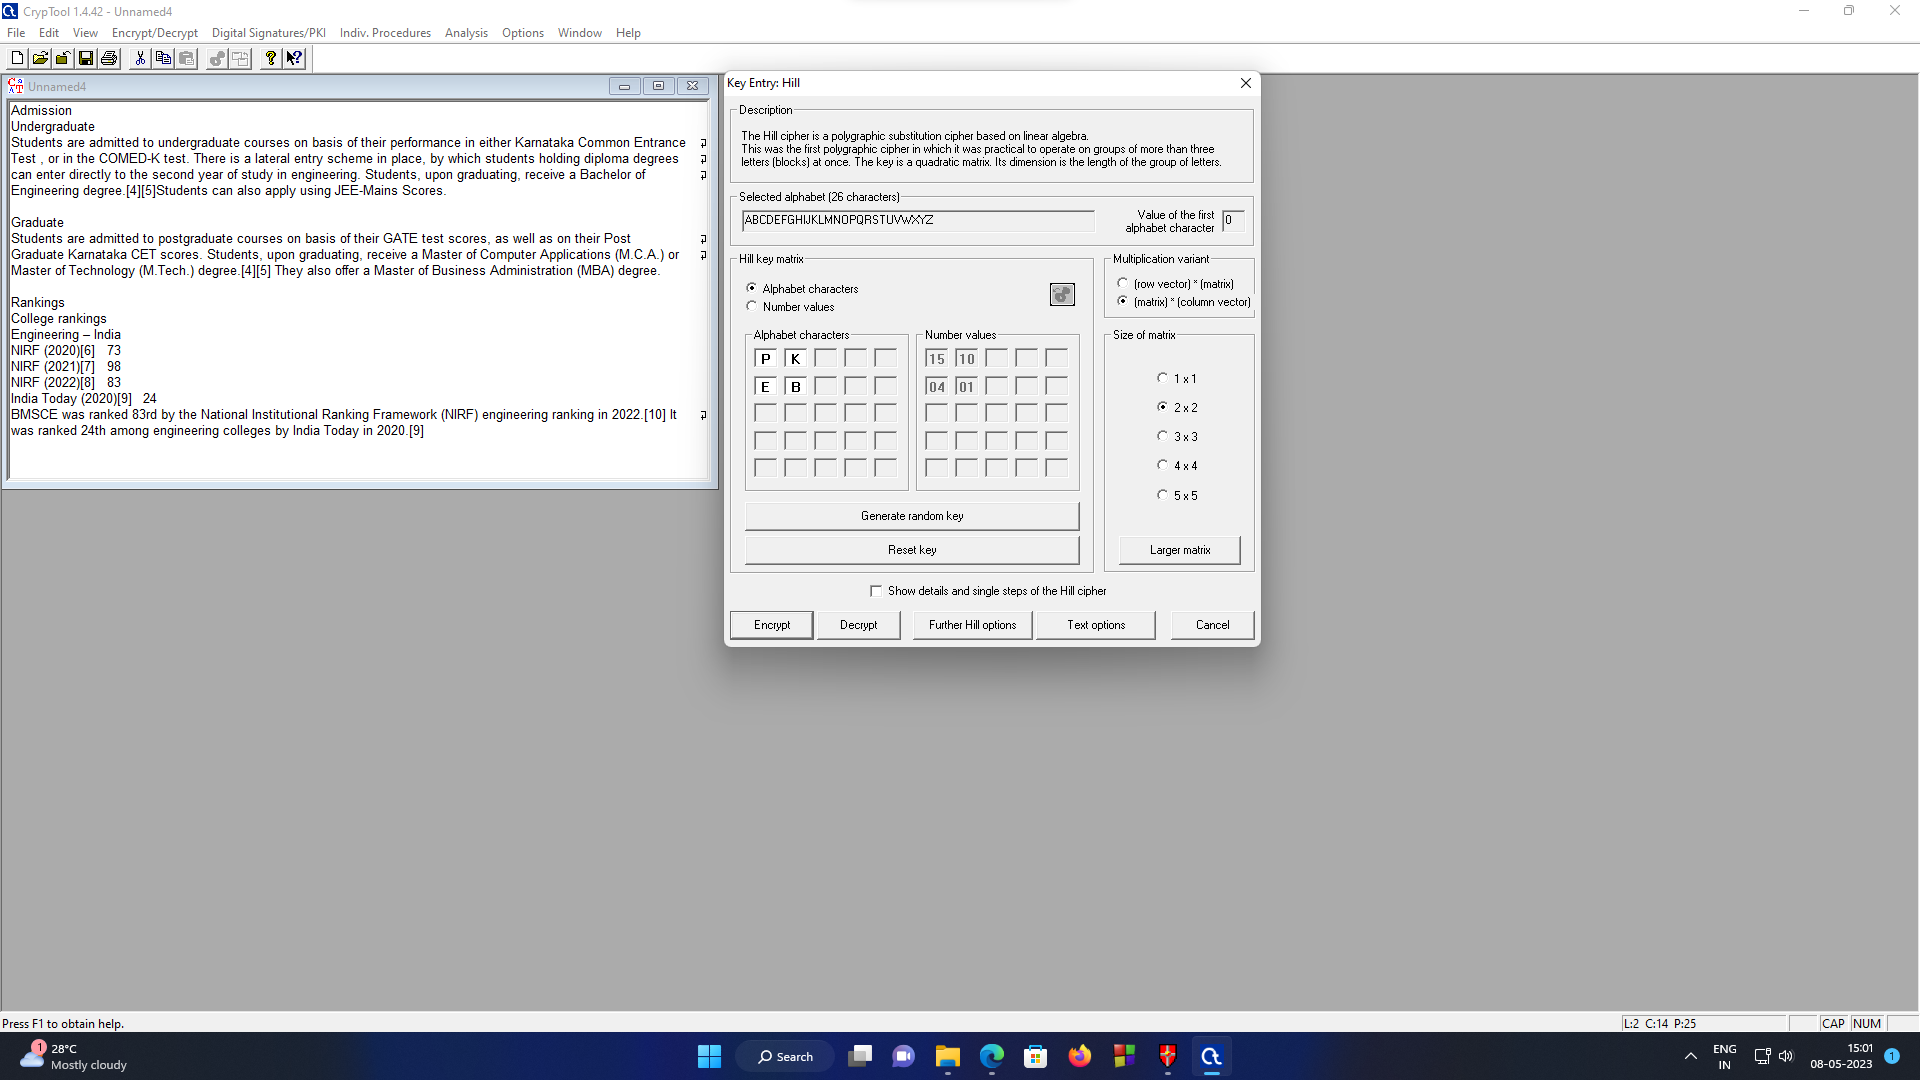 CrypTool 1.4.42 - Unnamed4
File Edit View Encrypt/Decrypt Digital Signatures/PKI Indiv. Procedures Analysis Options Window Help
Unnamed4
Admission
Undergraduate
Students are admitted to undergraduate courses on basis of their performance in either Karnataka Common Entrance
Test , or in the COMED-K test. There is a lateral entry scheme in place, by which students holding diploma degrees
can enter directly to the second year of study in engineering. Students, upon graduating, receive a Bachelor of
Engineering degree.[4][5]Students can also apply using JEE-Mains Scores.
Graduate
Students are admitted to postgraduate courses on basis of their GATE test scores, as well as on their Post
Graduate Karnataka CET scores. Students, upon graduating, receive a Master of Computer Applications (M.C.A.) or
Master of Technology (M.Tech.) degree.[4][5] They also offer a Master of Business Administration (MBA) degree.
Rankings
College rankings
Engineering – India
NIRF (2020)[6] 73
NIRF (2021)[7] 98
NIRF (2022)[8] 83
India Today (2020)[9] 24
BMSCE was ranked 83rd by the National Institutional Ranking Framework (NIRF) engineering ranking in 2022.[10] It
was ranked 24th among engineering colleges by India Today in 2020.[9]
Key Entry: Hill
Description
The Hill cipher is a polygraphic substitution cipher based on linear algebra.
This was the first polygraphic cipher in which it was practical to operate on groups of more than three
letters (blocks) at once. The key is a quadratic matrix. Its dimension is the length of the group of letters.
Selected alphabet (26 characters)
ABCDEFGHIJKLMNOPQRSTUVWXYZ
Value of the first
alphabet character
0
Hill key matrix
Alphabet characters
Number values
Alphabet characters
P K
E B
Number values
15 10
04 01
Generate random key
Reset key
Multiplication variant
(row vector) * (matrix)
(matrix) * (column vector)
Size of matrix
1 x 1
2 x 2
3 x 3
4 x 4
5 x 5
Larger matrix
Show details and single steps of the Hill cipher
Encrypt Decrypt Further Hill options Text options Cancel
Press F1 to obtain help.
L:2 C:14 P:25 CAP NUM
1
28°C
Mostly cloudy
Search
ENG
IN
15:01
08-05-2023
1